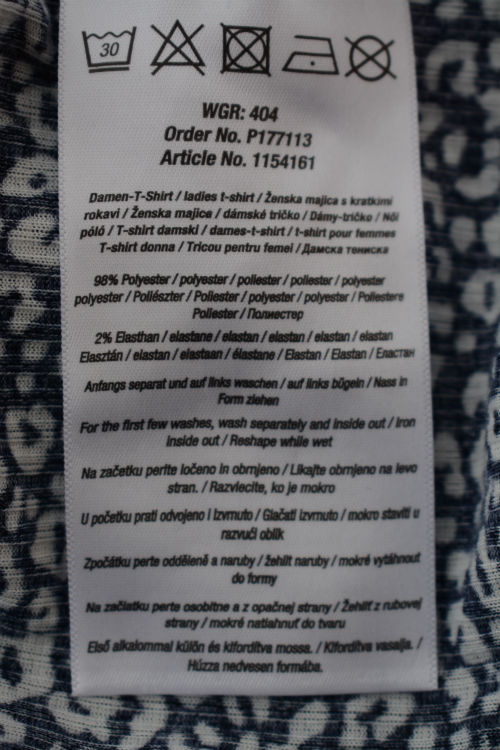 30
WGR: 404
Order No. P177113
Article No. 1154161
Damen-T-Shirt / ladies t-shirt / Ženska majica s kratkimi
rokavi / Ženska majica / dámské tričko / Dámy-tričko / Női
póló / T-shirt damski / dames-t-shirt / t-shirt pour femmes
T-shirt donna / Tricou pentru femei / Дамска тениска
98% Polyester / polyester / poliester / poliester / polyester
polyester / Poliészter / Poliester / polyester / polyester / Poliestere
Poliester / Полиестер
2% Elasthan / elastane / elastan / elastan / elastan / elastan
Elasztán / elastan / elastaan / élastane / Elastan / Elastan / Еластан
Anfangs separat und auf links waschen / auf links bügeln / Nass in
Form ziehen
For the first few washes, wash separately and inside out / Iron
inside out / Reshape while wet
Na začetku perite ločeno in obrnjeno / Likajte obrnjeno na levo
stran. / Razvlecite, ko je mokro
U početku prati odvojeno i izvrnuto / Glačati izvrnuto / mokro staviti u
razvući oblik
Zpočátku perte odděleně a naruby / žehlit naruby / mokré vytáhnout
do formy
Na začiatku perte osobitne a z opačnej strany / Žehliť z rubovej
strany / mokré natiahnuť do tvaru
Első alkalommal külön és kifordítva mossa. / Kifordítva vasalja. /
Húzza nedvesen formába.